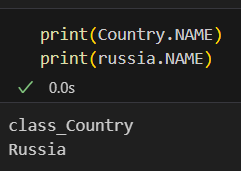 print(Country.NAME)
print(russia.NAME)
0.0s
class_Country
Russia